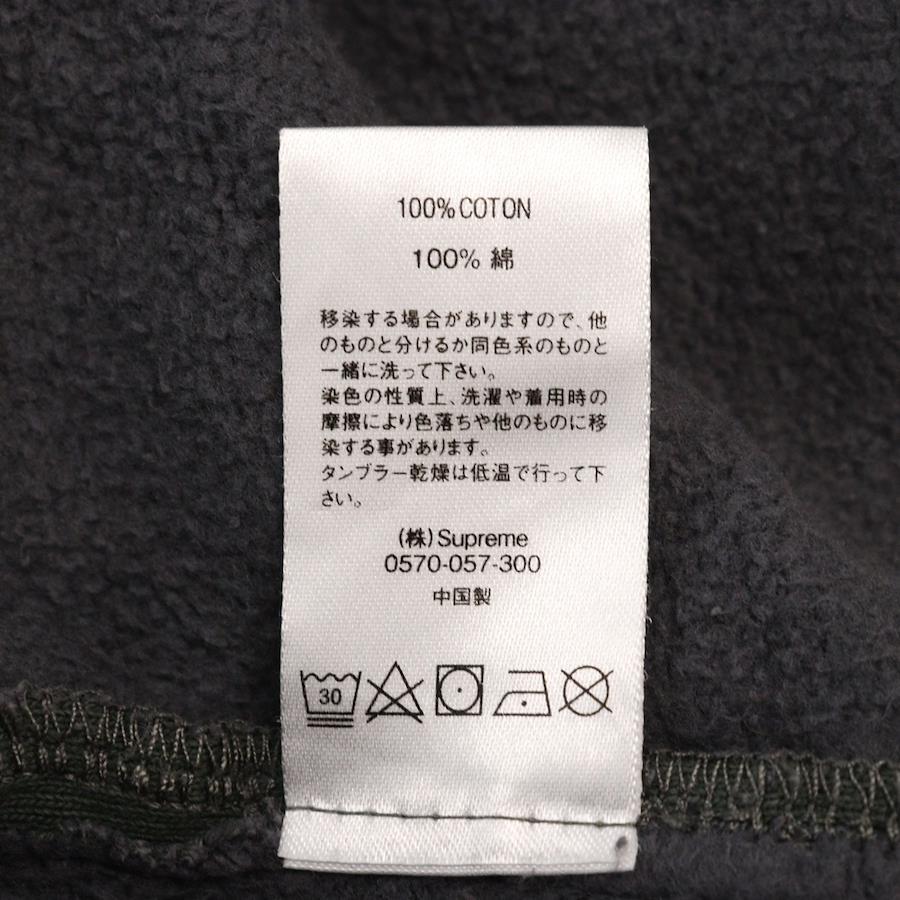 100% COTON
100% 綿
移染する場合がありますので、他
のものと分けるか同色系のものと
一緒に洗って下さい。
染色の性質上、洗濯や着用時の
摩擦により色落ちや他のものに移
染する事があります。
タンブラー乾燥は低温で行って下
さい。
(株)Supreme
0570-057-300
中国製
30